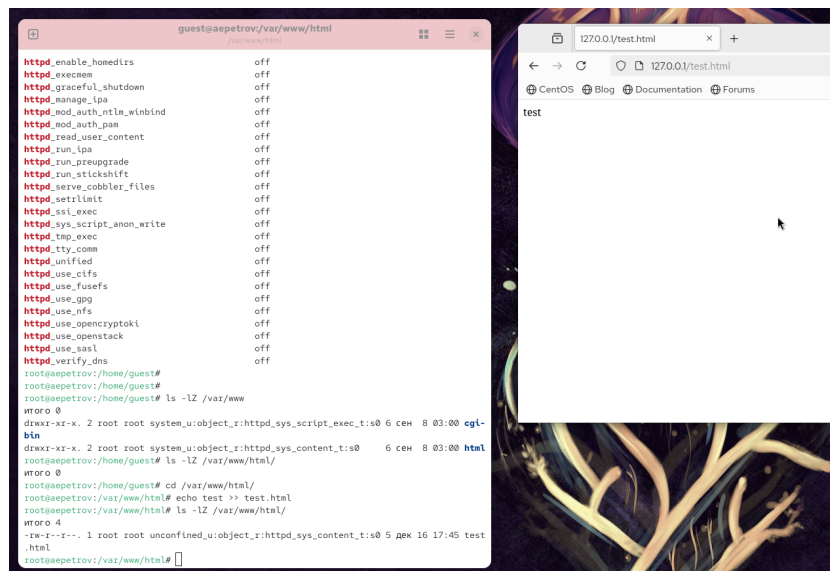 guest@aepetrov:/var/www/html
/var/www/html
httpd_enable_homedirs off
httpd_execmem off
httpd_graceful_shutdown off
httpd_manage_ipa off
httpd_mod_auth_ntlm_winbind off
httpd_mod_auth_pam off
httpd_read_user_content off
httpd_run_ipa off
httpd_run_preupgrade off
httpd_run_stickshift off
httpd_serve_cobbler_files off
httpd_setrlimit off
httpd_ssi_exec off
httpd_sys_script_anon_write off
httpd_tmp_exec off
httpd_tty_comm off
httpd_unified off
httpd_use_cifs off
httpd_use_fusefs off
httpd_use_gpg off
httpd_use_nfs off
httpd_use_opencryptoki off
httpd_use_openstack off
httpd_use_sasl off
httpd_verify_dns off
root@aepetrov:/home/guest#
root@aepetrov:/home/guest#
root@aepetrov:/home/guest# ls -lZ /var/www
итого 0
drwxr-xr-x. 2 root root system_u:object_r:httpd_sys_script_exec_t:s0 6 сен 8 03:00 cgi-
bin
drwxr-xr-x. 2 root root system_u:object_r:httpd_sys_content_t:s0 6 сен 8 03:00 html
root@aepetrov:/home/guest# ls -lZ /var/www/html/
итого 0
root@aepetrov:/home/guest# cd /var/www/html/
root@aepetrov:/var/www/html# echo test >> test.html
root@aepetrov:/var/www/html# ls -lZ /var/www/html/
итого 4
-rw-r--r--. 1 root root unconfined_u:object_r:httpd_sys_content_t:s0 5 дек 16 17:45 test
.html
root@aepetrov:/var/www/html#
127.0.0.1/test.html
127.0.0.1/test.html
CentOS Blog Documentation Forums
test